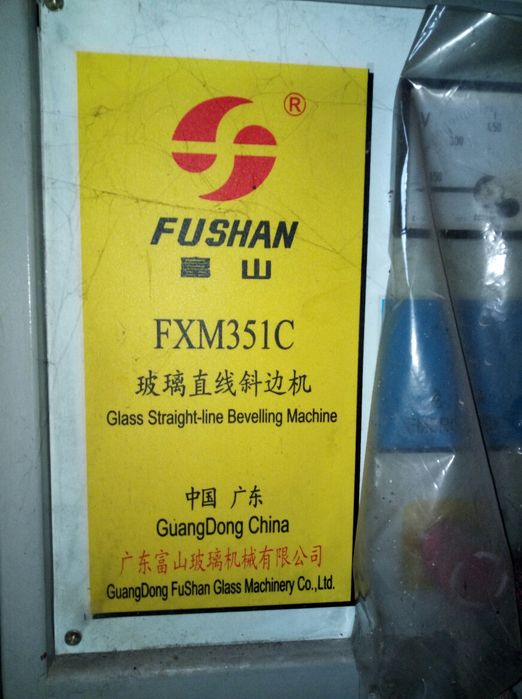 ®
FUSHAN
富山
FXM351C
玻璃直线斜边机
Glass Straight-line Bevelling Machine
中国 广东
GuangDong China
广东富山玻璃机械有限公司
GuangDong FuShan Glass Machinery Co.,Ltd.
V
300
450